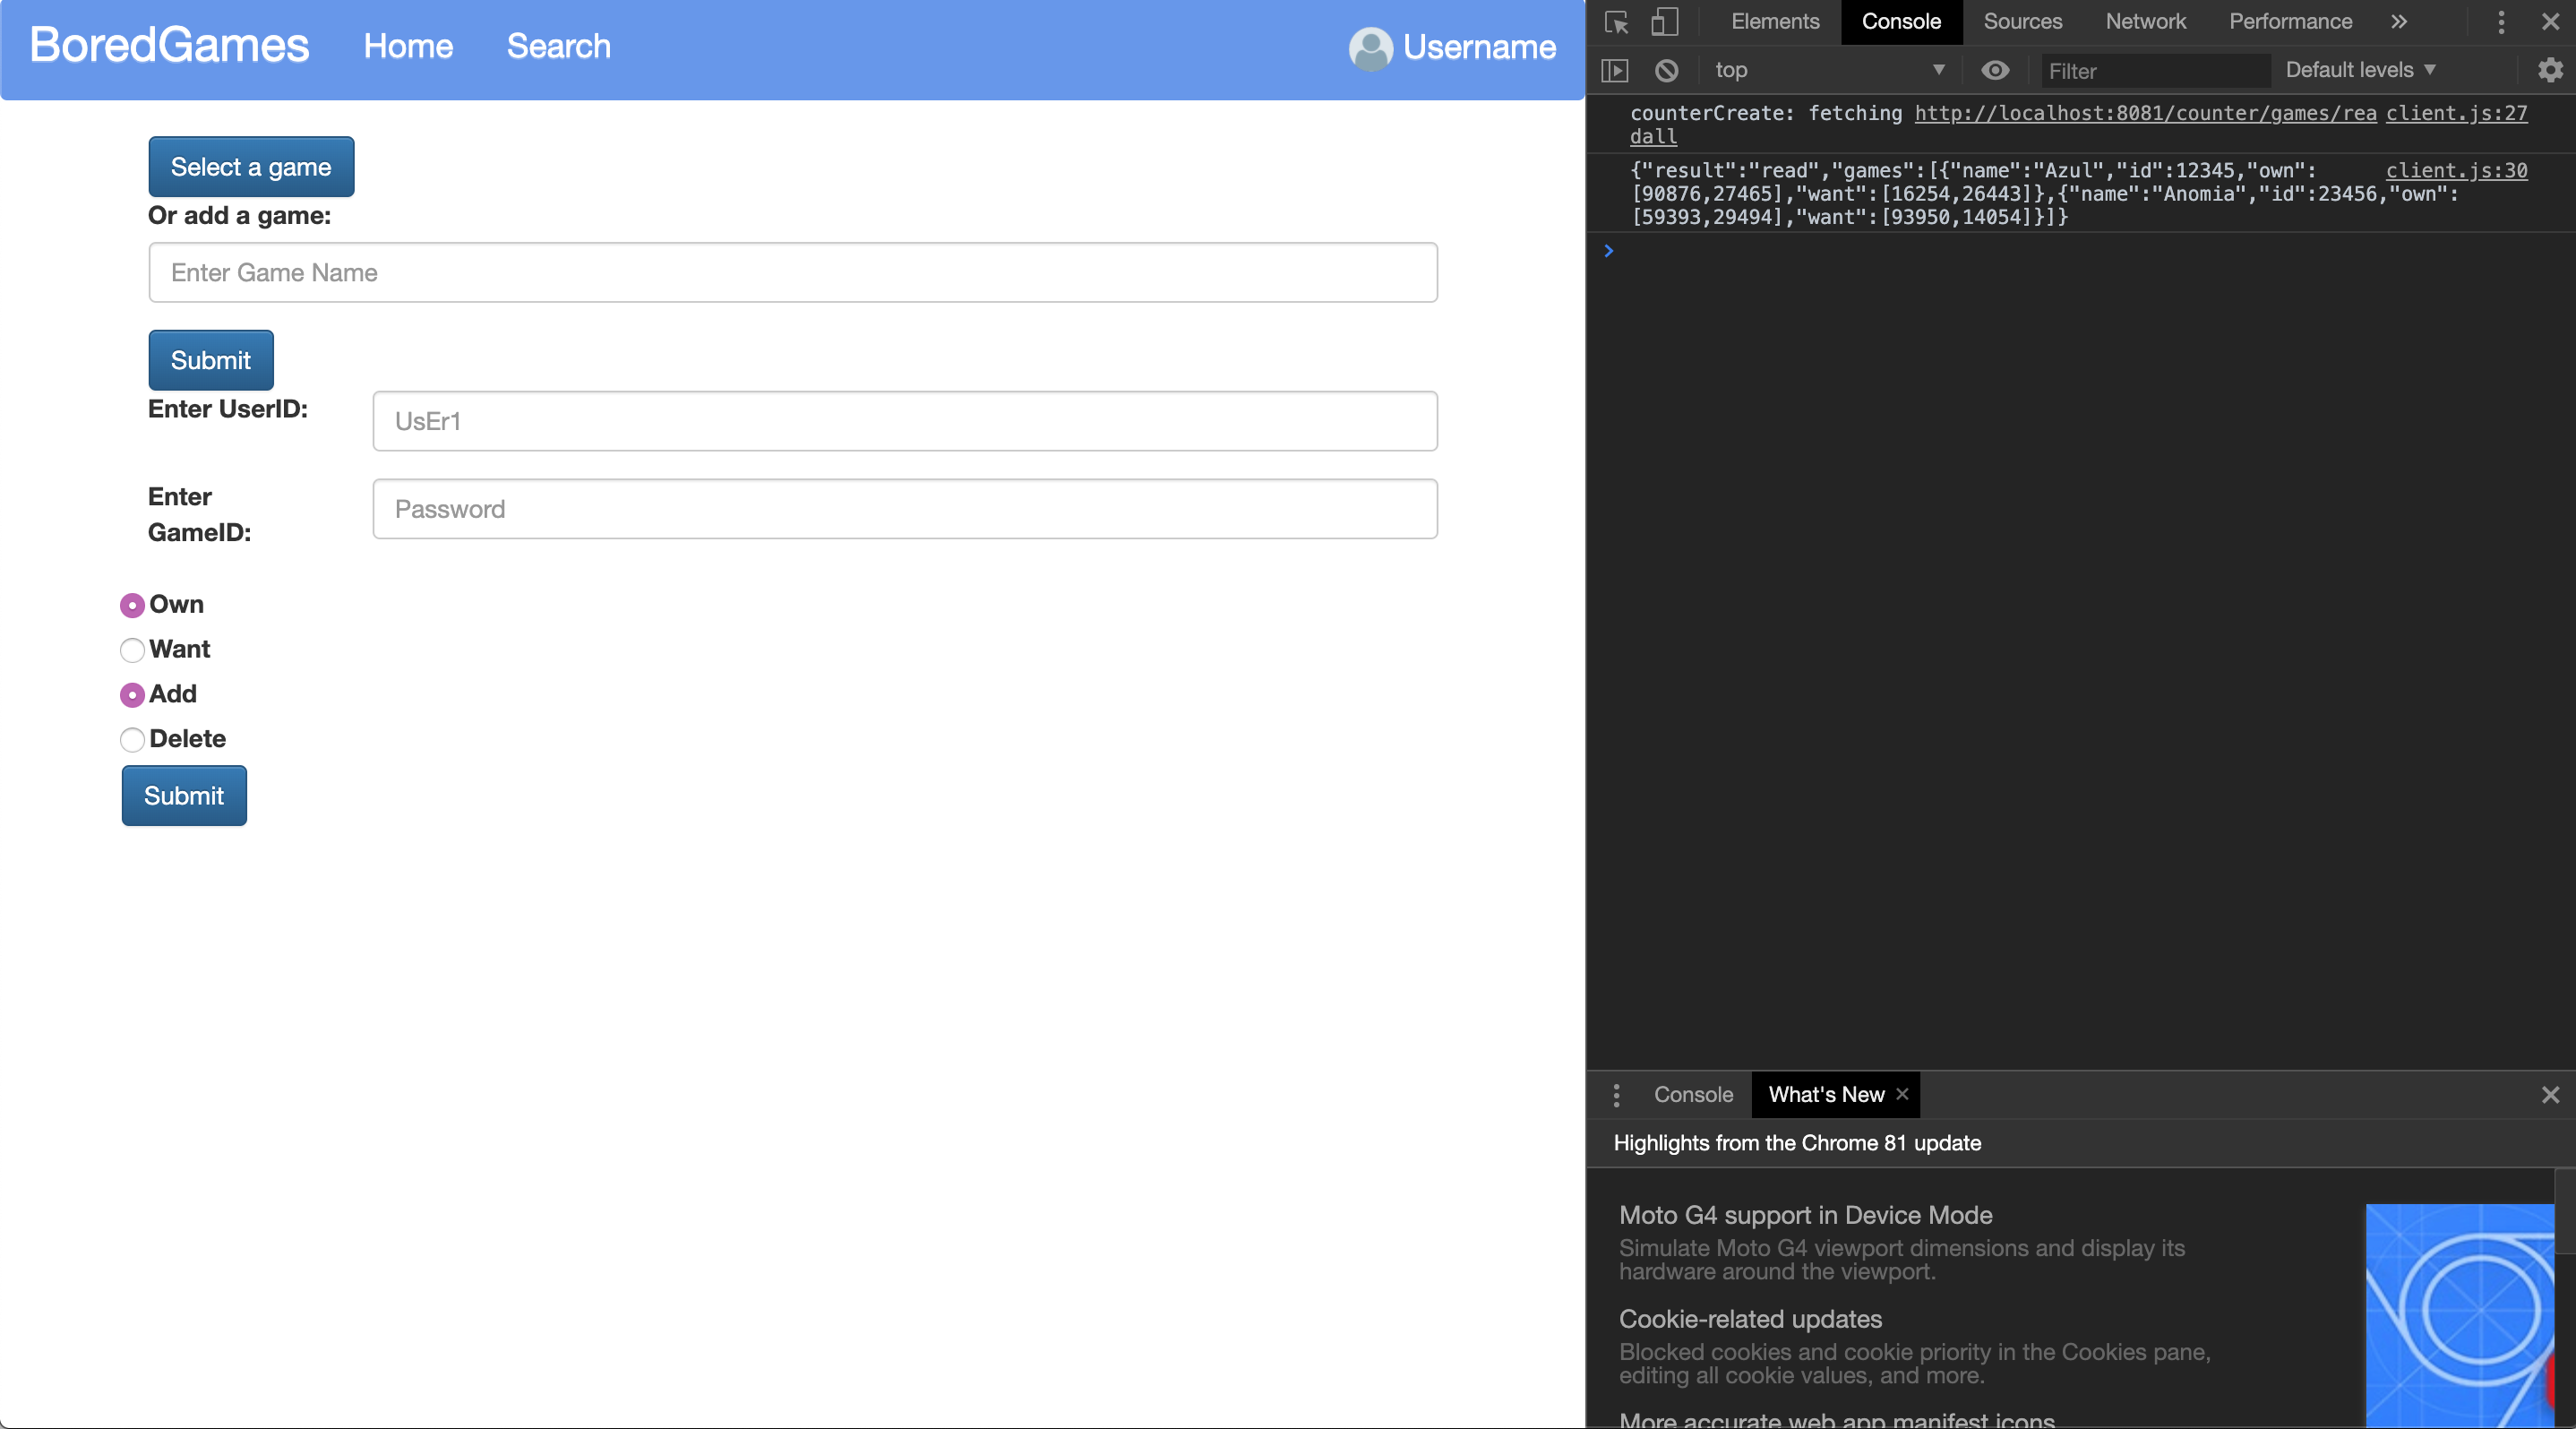 BoredGames Home Search Username
Select a game
Or add a game:
Enter Game Name
Submit
Enter UserID: UsEr1
Enter
GameID:
Password
Own
Want
Add
Delete
Submit
Elements Console Sources Network Performance
top Filter Default levels
counterCreate: fetching http://localhost:8081/counter/games/rea client.js:27
dall
{"result":"read","games":[{"name":"Azul","id":12345,"own": client.js:30
[90876,27465],"want":[16254,26443]},{"name":"Anomia","id":23456,"own":
[59393,29494],"want":[93950,14054]}]}
Console What's New
Highlights from the Chrome 81 update
Moto G4 support in Device Mode
Simulate Moto G4 viewport dimensions and display its
hardware around the viewport.
Cookie-related updates
Blocked cookies and cookie priority in the Cookies pane,
editing all cookie values, and more.
More accurate web app manifest icons